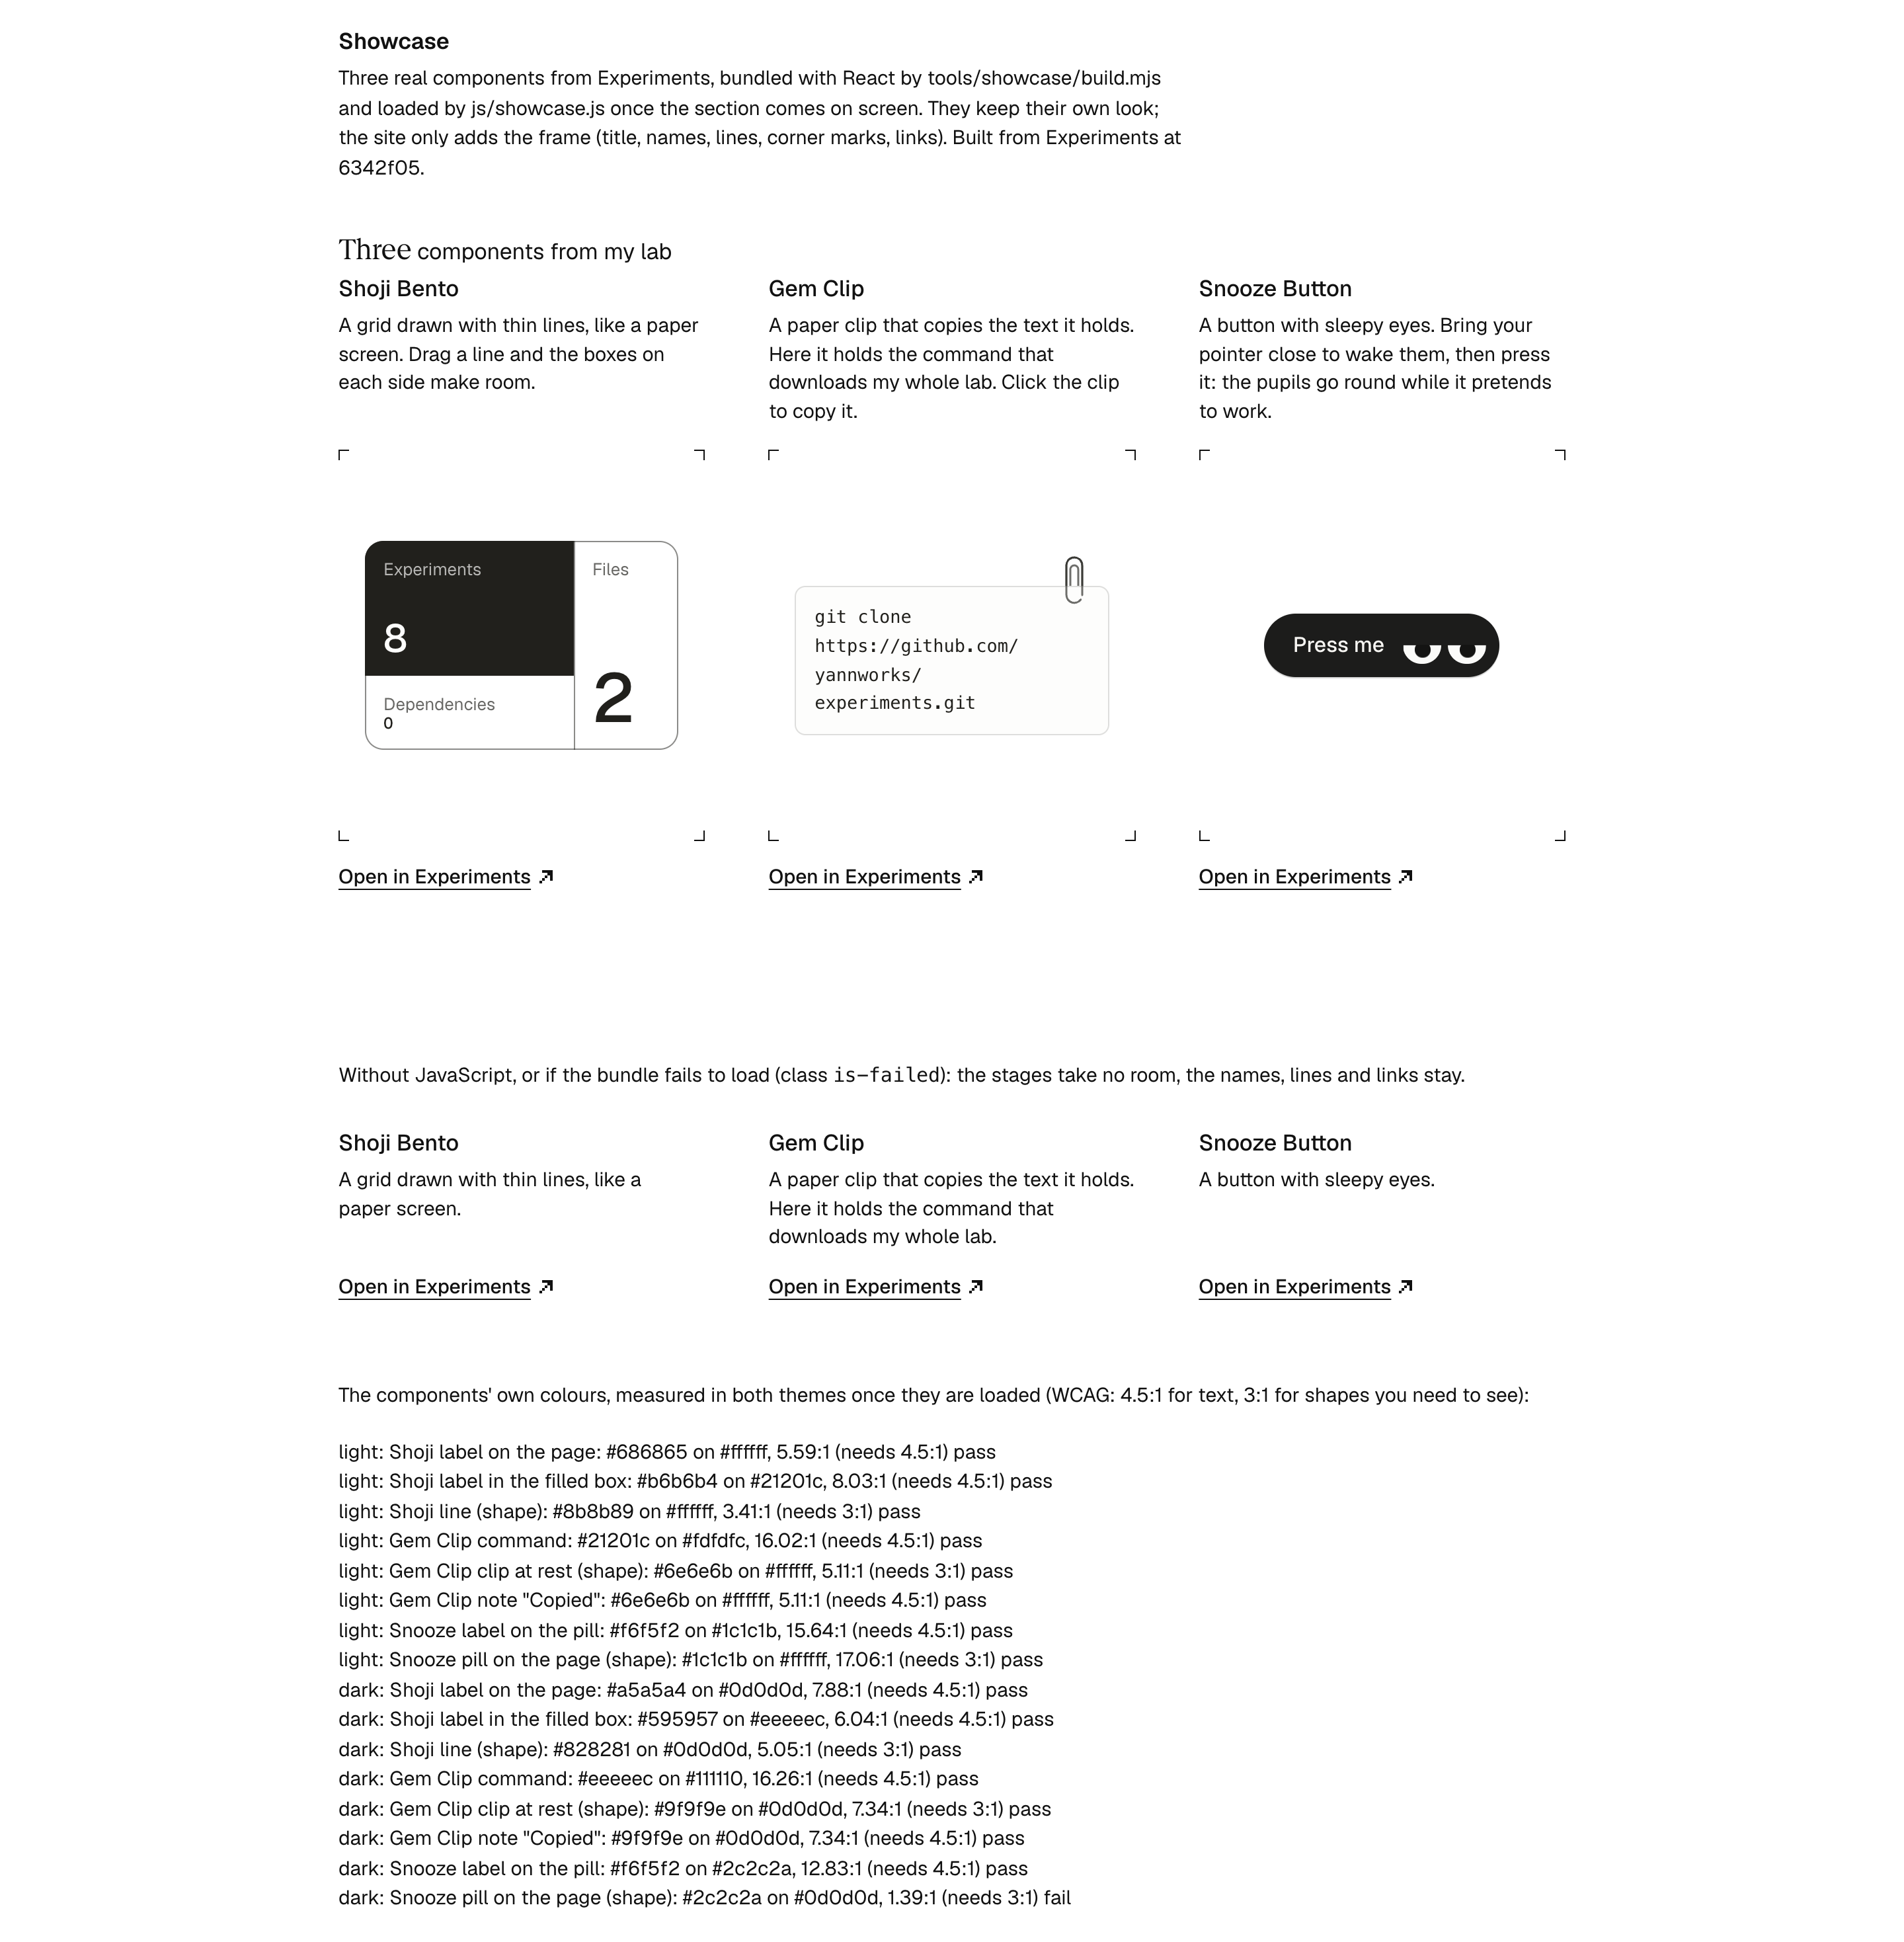 Showcase
Three real components from Experiments, bundled with React by tools/showcase/build.mjs
and loaded by js/showcase.js once the section comes on screen. They keep their own look;
the site only adds the frame (title, names, lines, corner marks, links). Built from Experiments at
6342f05.
Three components from my lab
Shoji Bento
A grid drawn with thin lines, like a paper
screen. Drag a line and the boxes on
each side make room.
Experiments
8
Files
2
Dependencies
0
Open in Experiments
Gem Clip
A paper clip that copies the text it holds.
Here it holds the command that
downloads my whole lab. Click the clip
to copy it.
git clone
https://github.com/
yannworks/
experiments.git
Open in Experiments
Snooze Button
A button with sleepy eyes. Bring your
pointer close to wake them, then press
it: the pupils go round while it pretends
to work.
Press me
Open in Experiments
Without JavaScript, or if the bundle fails to load (class is-failed): the stages take no room, the names, lines and links stay.
Shoji Bento
A grid drawn with thin lines, like a
paper screen.
Open in Experiments
Gem Clip
A paper clip that copies the text it holds.
Here it holds the command that
downloads my whole lab.
Open in Experiments
Snooze Button
A button with sleepy eyes.
Open in Experiments
The components' own colours, measured in both themes once they are loaded (WCAG: 4.5:1 for text, 3:1 for shapes you need to see):
light: Shoji label on the page: #686865 on #ffffff, 5.59:1 (needs 4.5:1) pass
light: Shoji label in the filled box: #b6b6b4 on #21201c, 8.03:1 (needs 4.5:1) pass
light: Shoji line (shape): #8b8b89 on #ffffff, 3.41:1 (needs 3:1) pass
light: Gem Clip command: #21201c on #fdfdfc, 16.02:1 (needs 4.5:1) pass
light: Gem Clip clip at rest (shape): #6e6e6b on #ffffff, 5.11:1 (needs 3:1) pass
light: Gem Clip note "Copied": #6e6e6b on #ffffff, 5.11:1 (needs 4.5:1) pass
light: Snooze label on the pill: #f6f5f2 on #1c1c1b, 15.64:1 (needs 4.5:1) pass
light: Snooze pill on the page (shape): #1c1c1b on #ffffff, 17.06:1 (needs 3:1) pass
dark: Shoji label on the page: #a5a5a4 on #0d0d0d, 7.88:1 (needs 4.5:1) pass
dark: Shoji label in the filled box: #595957 on #eeeeec, 6.04:1 (needs 4.5:1) pass
dark: Shoji line (shape): #828281 on #0d0d0d, 5.05:1 (needs 3:1) pass
dark: Gem Clip command: #eeeeec on #111110, 16.26:1 (needs 4.5:1) pass
dark: Gem Clip clip at rest (shape): #9f9f9e on #0d0d0d, 7.34:1 (needs 3:1) pass
dark: Gem Clip note "Copied": #9f9f9e on #0d0d0d, 7.34:1 (needs 4.5:1) pass
dark: Snooze label on the pill: #f6f5f2 on #2c2c2a, 12.83:1 (needs 4.5:1) pass
dark: Snooze pill on the page (shape): #2c2c2a on #0d0d0d, 1.39:1 (needs 3:1) fail